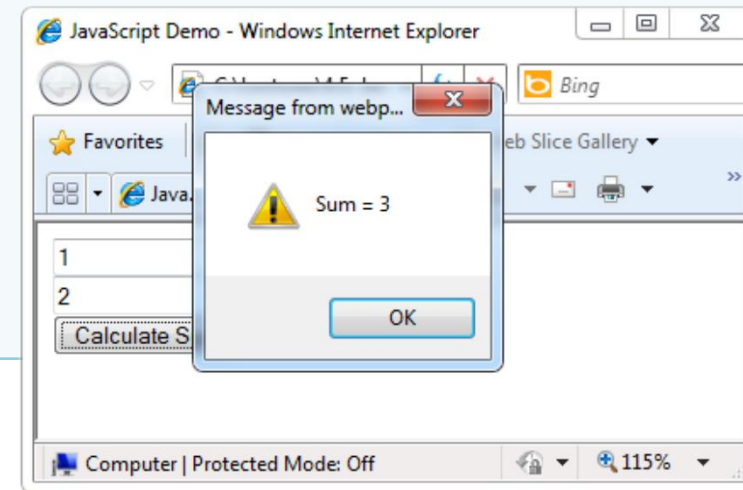 JavaScript Demo - Windows Internet Explorer
Bing
Message from webp...
Favorites
eb Slice Gallery
Java.
»
Sum = 3
1
2
Calculate S
OK
Computer | Protected Mode: Off
115%